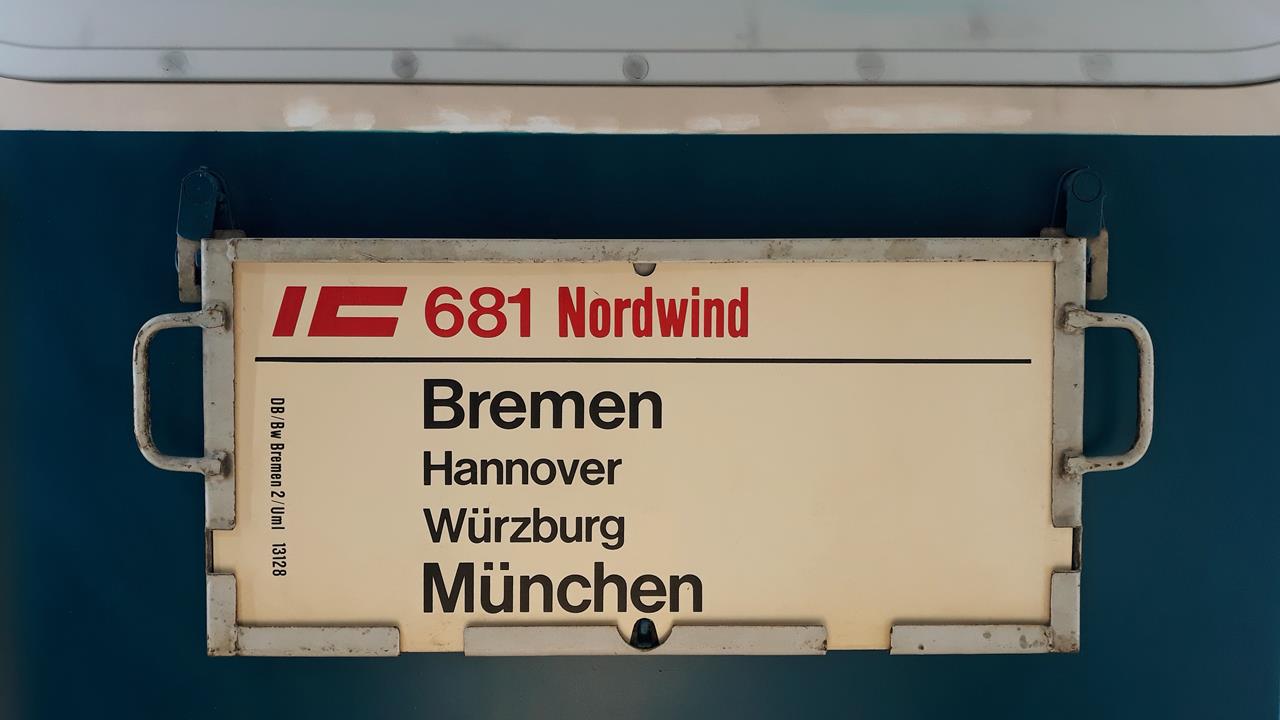 IC 681 Nordwind
Bremen
Hannover
Würzburg
München
DB/Bw Bremen 2/Uml 13128